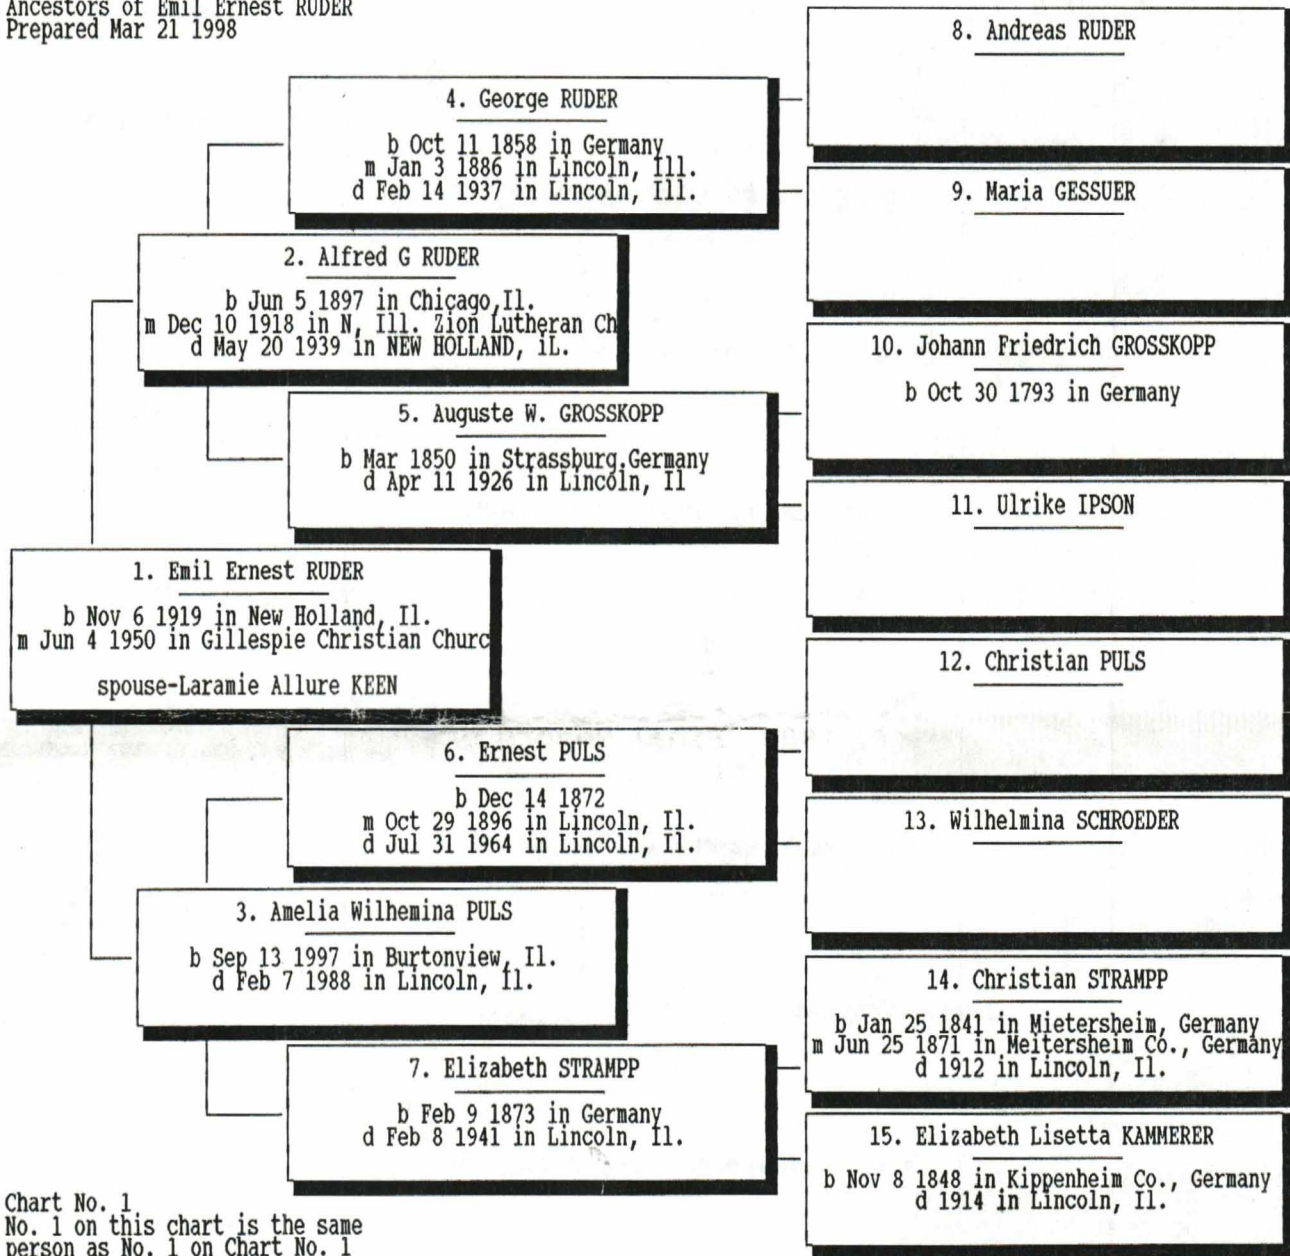 Ancestors of Emil Ernest RUDER
Prepared Mar 21 1998
8. Andreas RUDER
4. George RUDER
b Oct 11 1858 in Germany
m Jan 3 1886 in Lincoln, Ill.
d Feb 14 1937 in Lincoln, Ill.
9. Maria GESSUER
2. Alfred G RUDER
b Jun 5 1897 in Chicago,Il.
m Dec 10 1918 in N, Ill. Zion Lutheran Ch
d May 20 1939 in NEW HOLLAND, iL.
10. Johann Friedrich GROSSKOPP
b Oct 30 1793 in Germany
5. Auguste W. GROSSKOPP
b Mar 1850 in Strassburg.Germany
d Apr 11 1926 in Lincoln, Il
11. Ulrike IPSON
1. Emil Ernest RUDER
b Nov 6 1919 in New Holland, Il.
m Jun 4 1950 in Gillespie Christian Churc
spouse-Laramie Allure KEEN
12. Christian PULS
6. Ernest PULS
b Dec 14 1872
m Oct 29 1896 in Lincoln, Il.
d Jul 31 1964 in Lincoln, Il.
13. Wilhelmina SCHROEDER
3. Amelia Wilhemina PULS
b Sep 13 1997 in Burtonview, Il.
d Feb 7 1988 in Lincoln, Il.
14. Christian STRAMPP
b Jan 25 1841 in Mietersheim, Germany
m Jun 25 1871 in Meitersheim Co., Germany
d 1912 in Lincoln, Il.
7. Elizabeth STRAMPP
b Feb 9 1873 in Germany
d Feb 8 1941 in Lincoln, Il.
15. Elizabeth Lisetta KAMMERER
b Nov 8 1848 in Kippenheim Co., Germany
d 1914 in Lincoln, Il.
Chart No. 1
No. 1 on this chart is the same
person as No. 1 on Chart No. 1